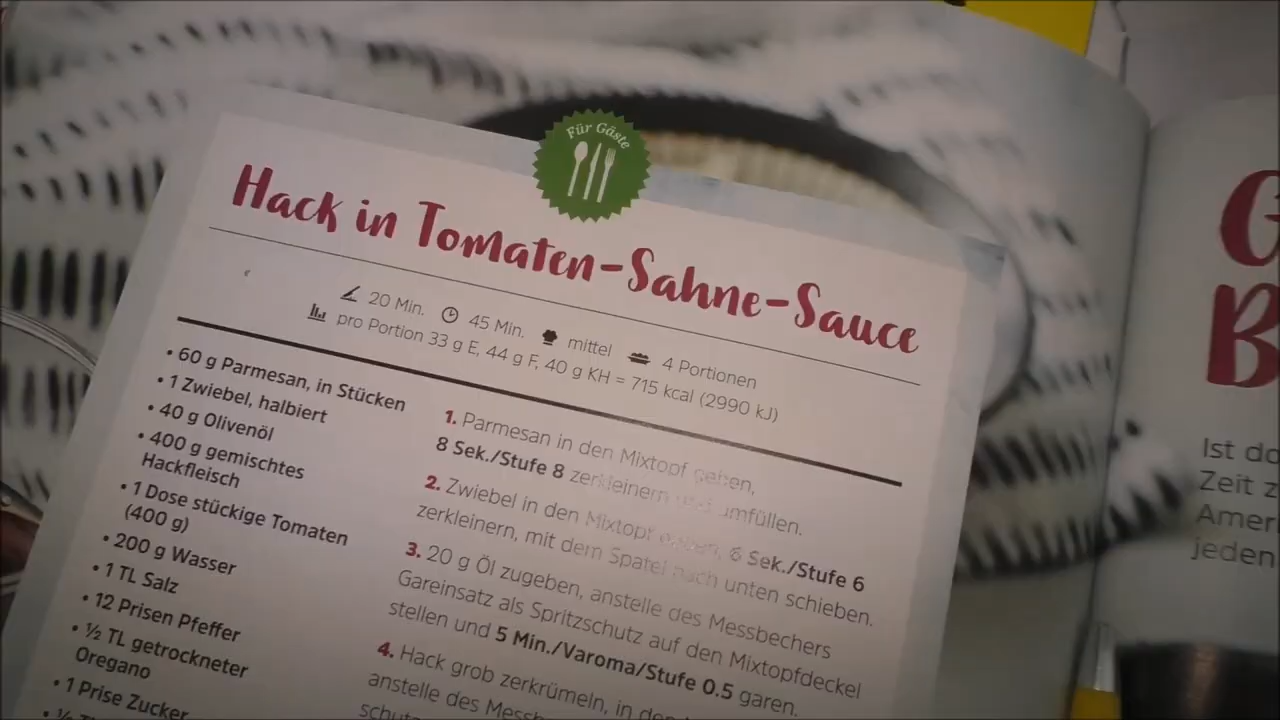 Für Gäste
Hack in Tomaten-Sahne-Sauce
20 Min. 45 Min. mittel 4 Portionen
pro Portion 33 g E, 44 g F, 40 g KH = 715 kcal (2990 kJ)
• 60 g Parmesan, in Stücken
• 1 Zwiebel, halbiert
• 40 g Olivenöl
• 400 g gemischtes
Hackfleisch
• 1 Dose stückige Tomaten
(400 g)
• 200 g Wasser
• 1 TL Salz
• 12 Prisen Pfeffer
• ½ TL getrockneter
Oregano
• 1 Prise Zucker
1. Parmesan in den Mixtopf geben,
8 Sek./Stufe 8 zerkleinern und umfüllen.
2. Zwiebel in den Mixtopf geben, 6 Sek./Stufe 6
zerkleinern, mit dem Spatel nach unten schieben.
3. 20 g Öl zugeben, anstelle des Messbechers
Gareinsatz als Spritzschutz auf den Mixtopfdeckel
stellen und 5 Min./Varoma/Stufe 0.5 garen.
4. Hack grob zerkrümeln, in den
anstelle des
Ist
Zeit
jeden